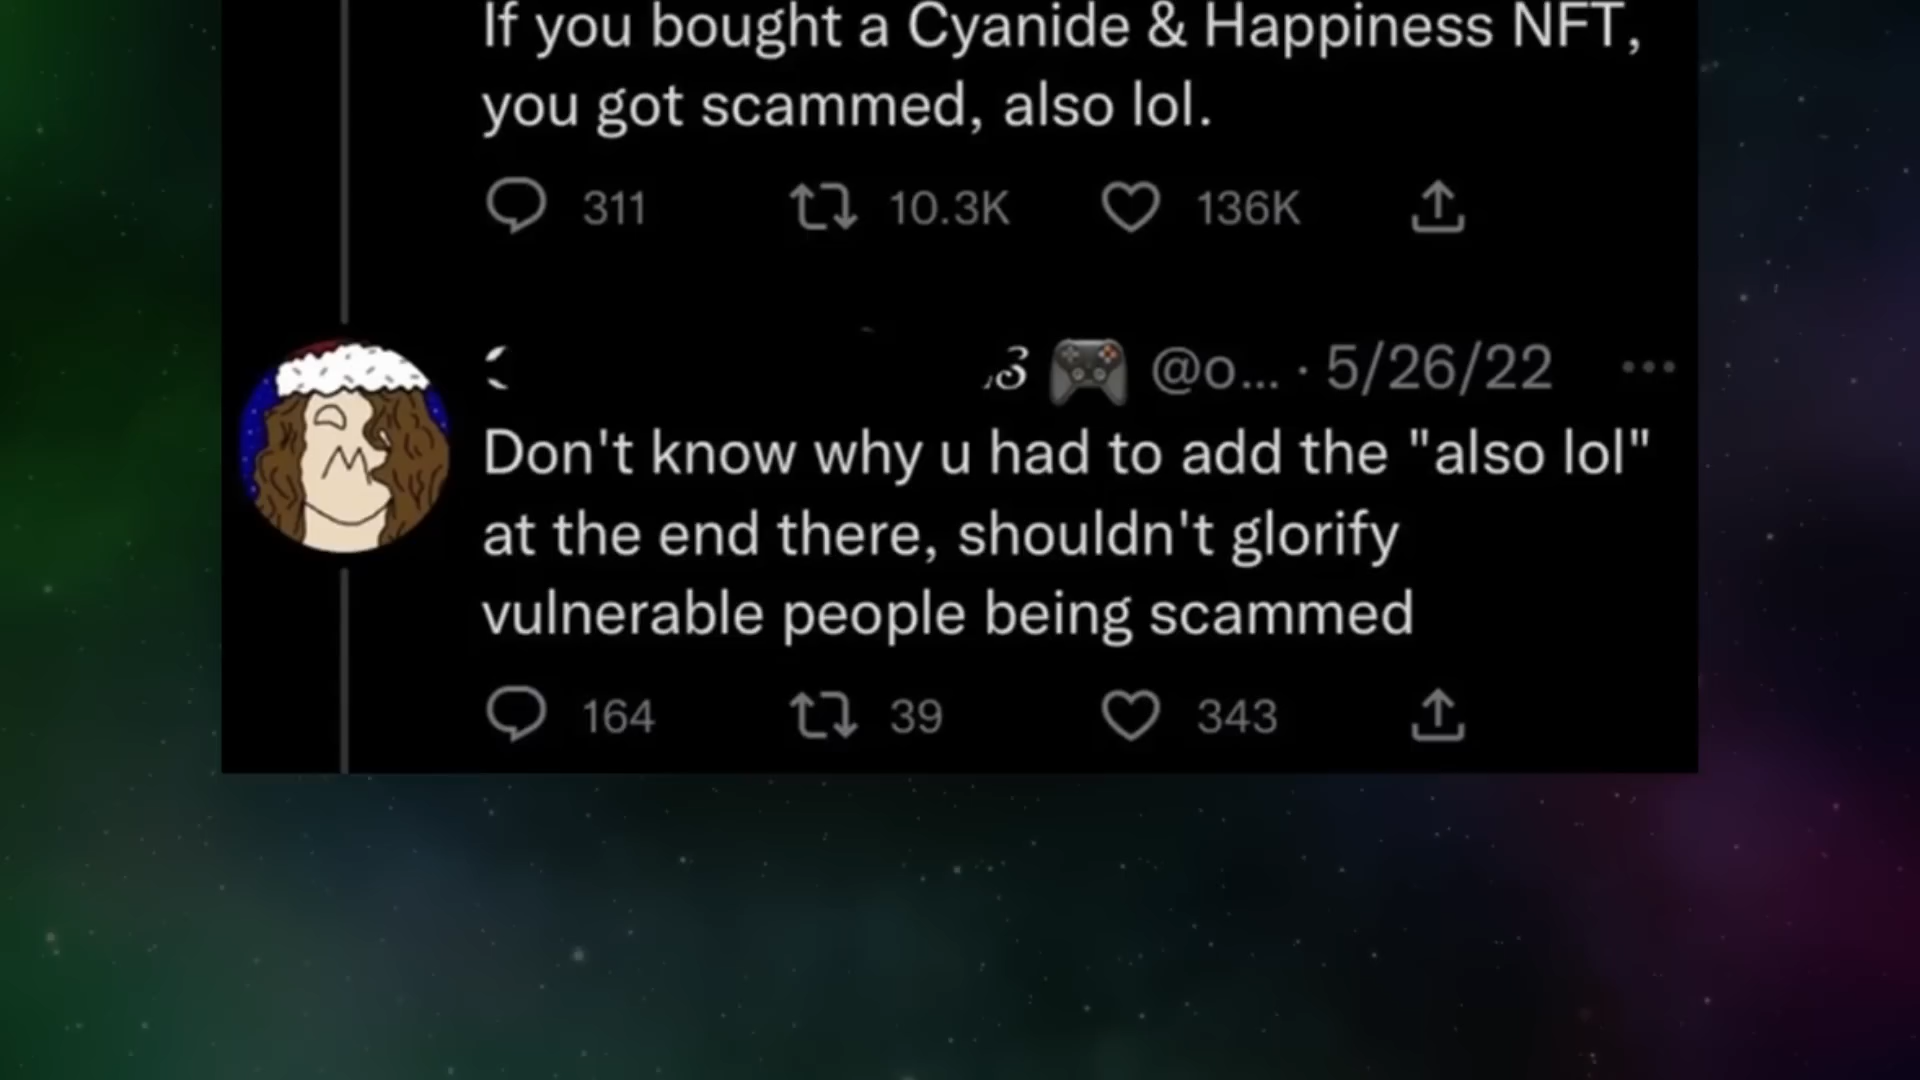 If you bought a Cyanide & Happiness NFT,
you got scammed, also lol.
311 10.3K 136K
@o... · 5/26/22
Don't know why u had to add the "also lol"
at the end there, shouldn't glorify
vulnerable people being scammed
164 39 343